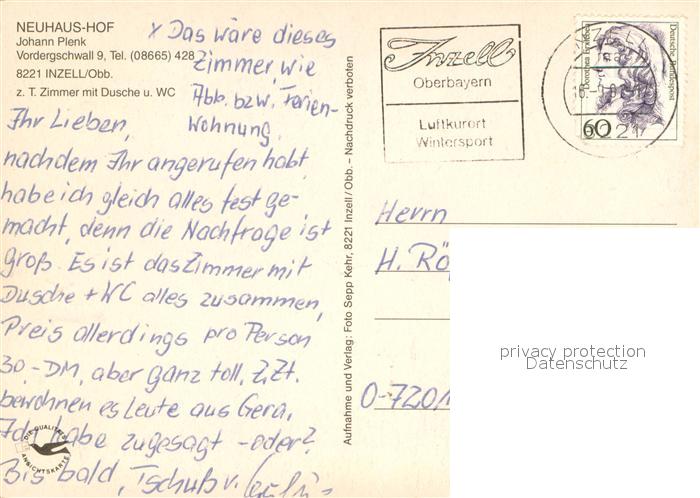 NEUHAUS-HOF
Johann Plenk
Vordergschwall 9, Tel. (08665) 428
8221 INZELL/Obb.
z. T. Zimmer mit Dusche u. WC
x Das wäre dieses
Zimmer, wie
Abb. bzw. Ferien-
wohnung.
Ihr Lieben,
nachdem Ihr angerufen habt,
habe ich gleich alles fest ge-
macht, denn die Nachfrage ist
groß. Es ist das Zimmer mit
Dusche + WC alles zusammen,
Preis allerdings pro Person
30,-DM, aber ganz toll. Z.Zt.
bewohnen es Leute aus Gera.
Ich habe zugesagt -oder?
Bis bald, Tschuß v.
DIE QUALITÄTS
ANSICHTSKARTE
Aufnahme und Verlag: Foto Sepp Kehr, 8221 Inzell/Obb. – Nachdruck verboten
Inzell
Oberbayern
Luftkurort
Wintersport
Deutsche Bundespost
60
8221
Herrn
H. Rö
O-720
privacy protection
Datenschutz